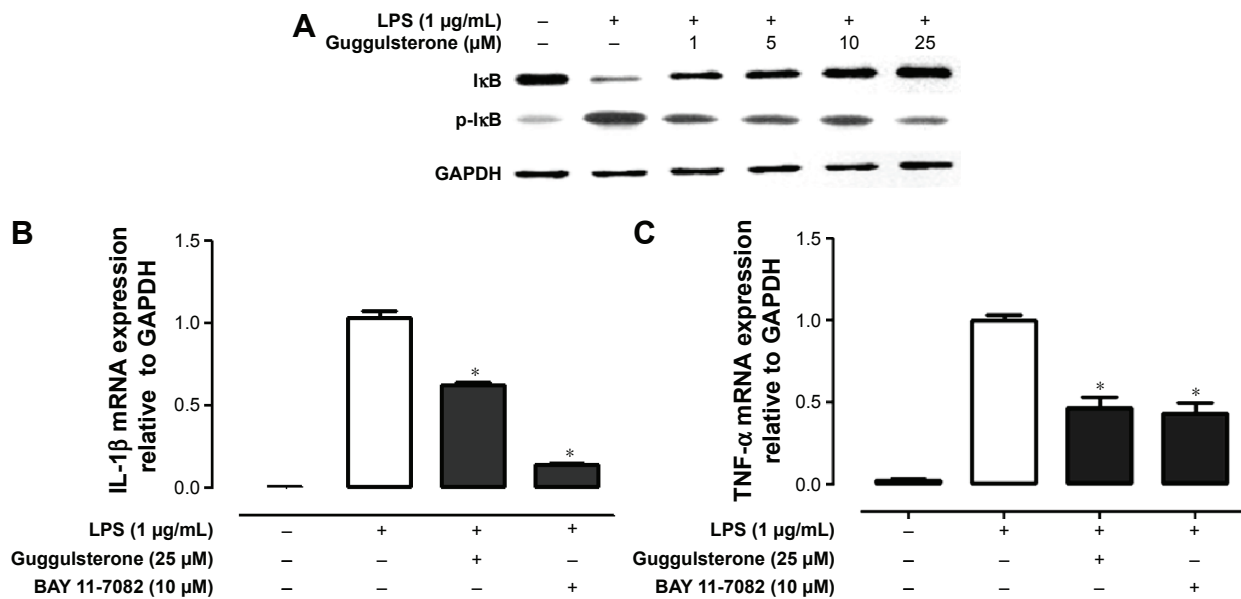 A
LPS (1 µg/mL) – + + + + +
Guggulsterone (µM) – – 1 5 10 25
IκB
p-IκB
GAPDH
B
IL-1β mRNA expression
relative to GAPDH
1.5
1.0
0.5
0.0
*
*
LPS (1 µg/mL) – + + +
Guggulsterone (25 µM) – – + –
BAY 11-7082 (10 µM) – – – +
C
TNF-α mRNA expression
relative to GAPDH
1.5
1.0
0.5
0.0
*
*
LPS (1 µg/mL) – + + +
Guggulsterone (25 µM) – – + –
BAY 11-7082 (10 µM) – – – +